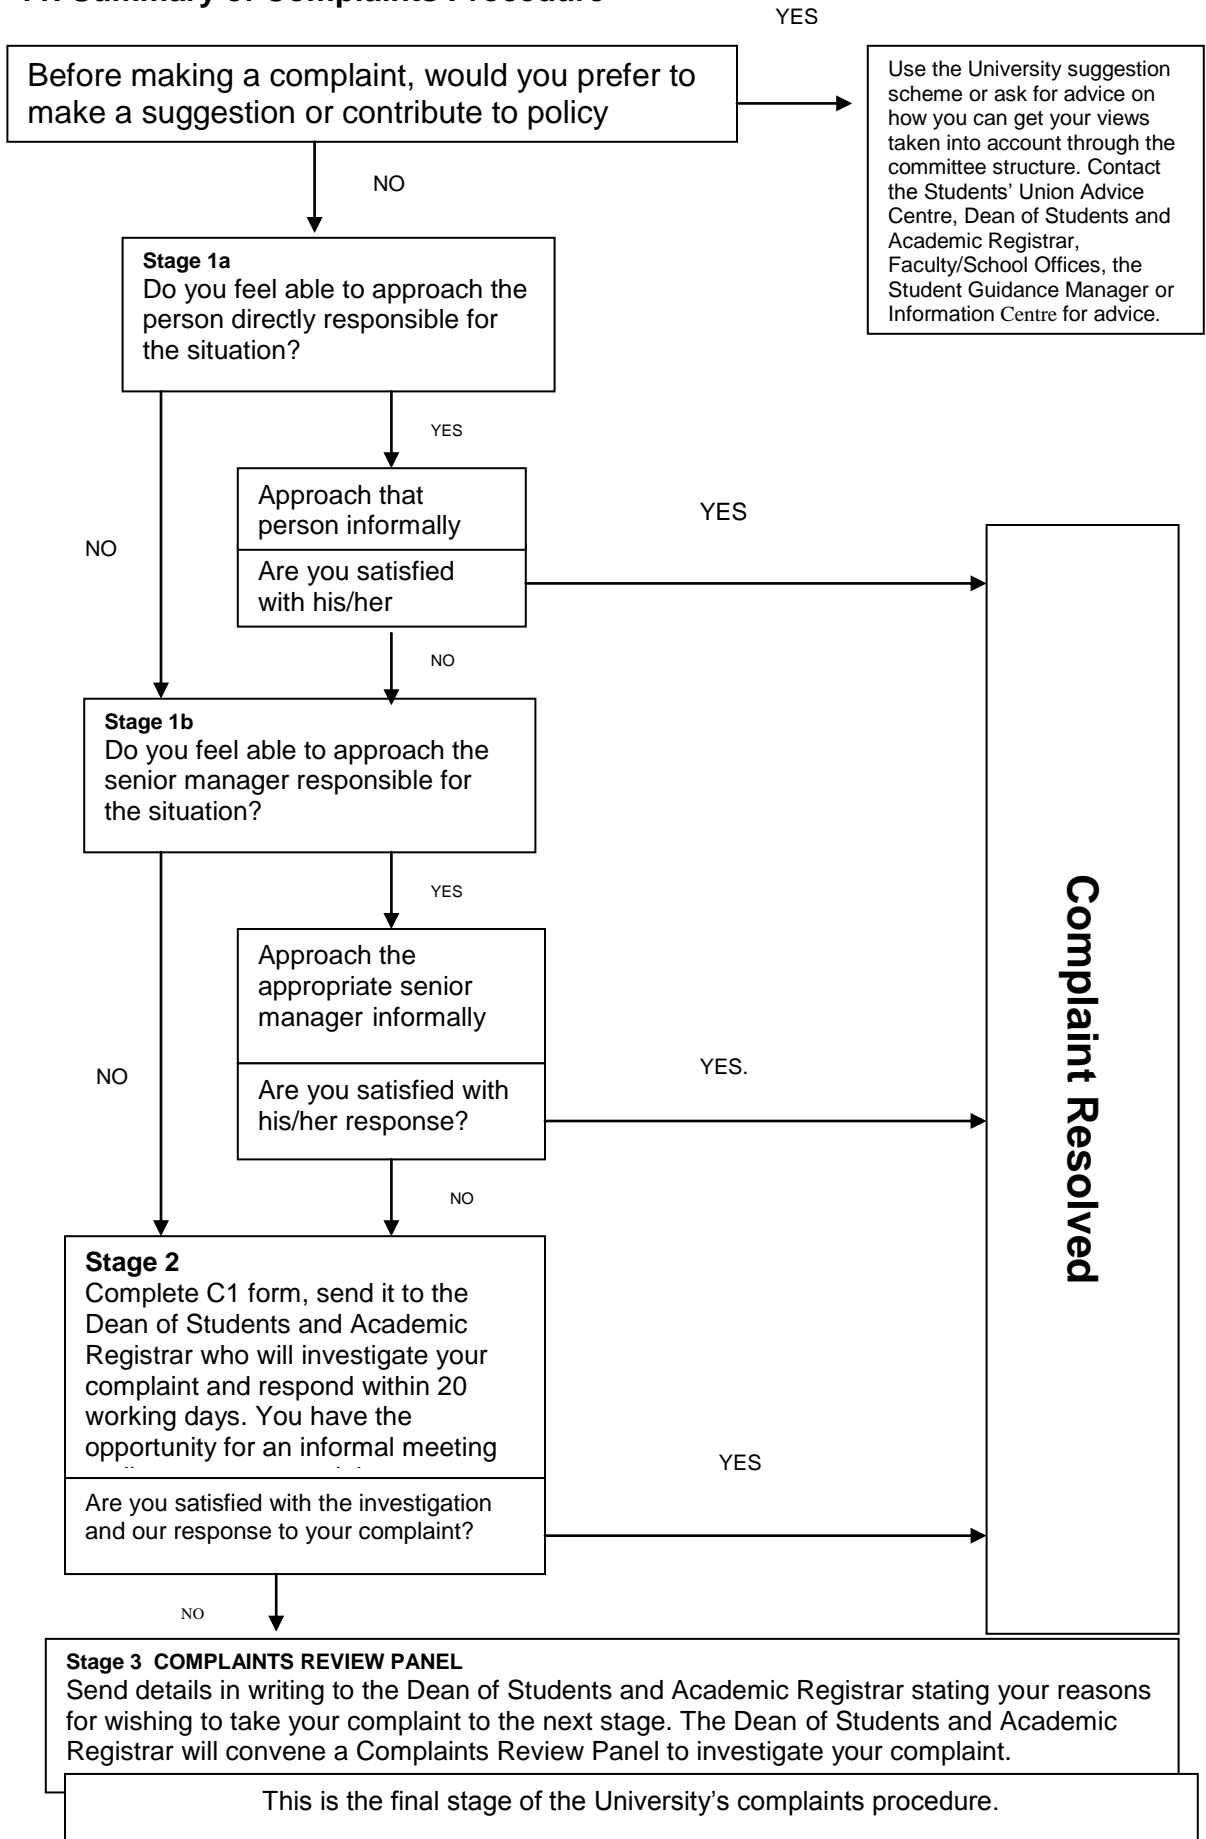 YES
Before making a complaint, would you prefer to
make a suggestion or contribute to policy
Use the University suggestion
scheme or ask for advice on
how you can get your views
taken into account through the
committee structure. Contact
the Students’ Union Advice
Centre, Dean of Students and
Academic Registrar,
Faculty/School Offices, the
Student Guidance Manager or
Information Centre for advice.
NO
Stage 1a
Do you feel able to approach the
person directly responsible for
the situation?
YES
Approach that
person informally
YES
NO
Are you satisfied
with his/her
NO
Stage 1b
Do you feel able to approach the
senior manager responsible for
the situation?
YES
Approach the
appropriate senior
manager informally
NO
YES.
Are you satisfied with
his/her response?
NO
Complaint Resolved
Stage 2
Complete C1 form, send it to the
Dean of Students and Academic
Registrar who will investigate your
complaint and respond within 20
working days. You have the
opportunity for an informal meeting
YES
Are you satisfied with the investigation
and our response to your complaint?
NO
Stage 3 COMPLAINTS REVIEW PANEL
Send details in writing to the Dean of Students and Academic Registrar stating your reasons
for wishing to take your complaint to the next stage. The Dean of Students and Academic
Registrar will convene a Complaints Review Panel to investigate your complaint.
This is the final stage of the University’s complaints procedure.